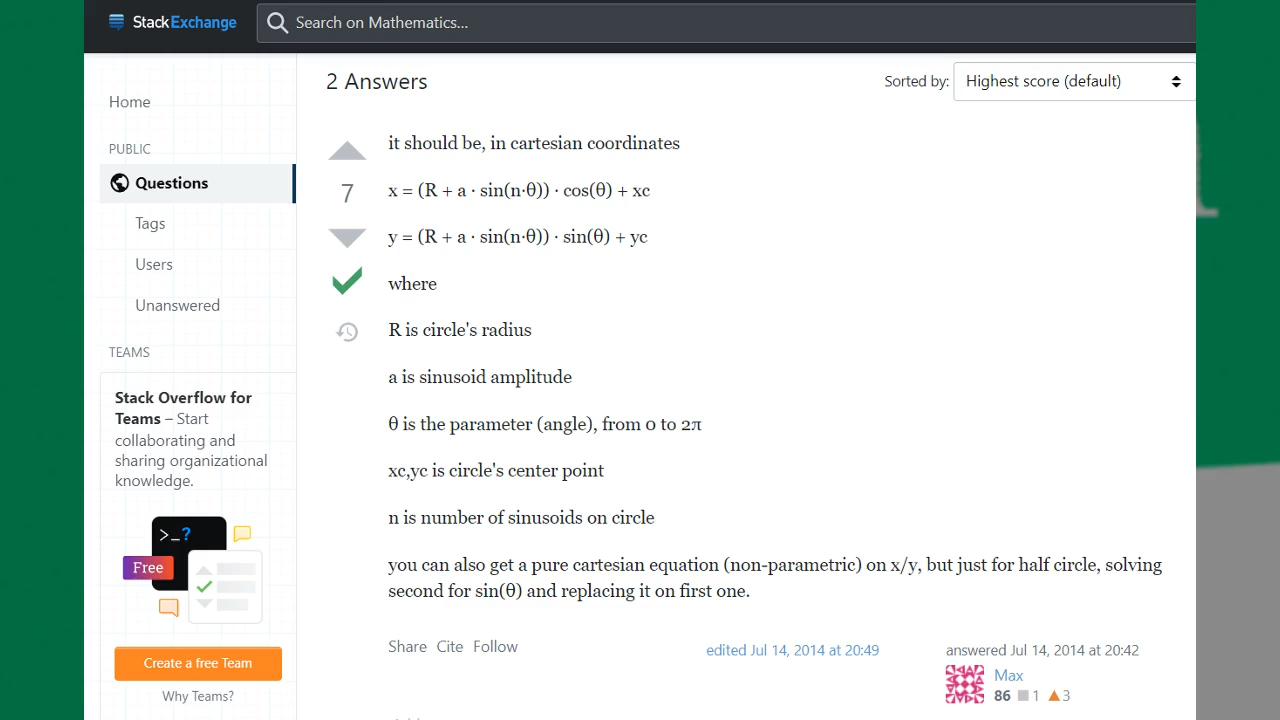 StackExchange
Search on Mathematics...
2 Answers
Sorted by:
Highest score (default)
Home
PUBLIC
Questions
Tags
Users
Unanswered
TEAMS
Stack Overflow for
Teams – Start
collaborating and
sharing organizational
knowledge.
>_?
Free
Create a free Team
Why Teams?
7
it should be, in cartesian coordinates
x = (R + a · sin(n·θ)) · cos(θ) + xc
y = (R + a · sin(n·θ)) · sin(θ) + yc
where
R is circle's radius
a is sinusoid amplitude
θ is the parameter (angle), from 0 to 2π
xc,yc is circle's center point
n is number of sinusoids on circle
you can also get a pure cartesian equation (non-parametric) on x/y, but just for half circle, solving
second for sin(θ) and replacing it on first one.
Share Cite Follow
edited Jul 14, 2014 at 20:49
answered Jul 14, 2014 at 20:42
Max
86 1 3